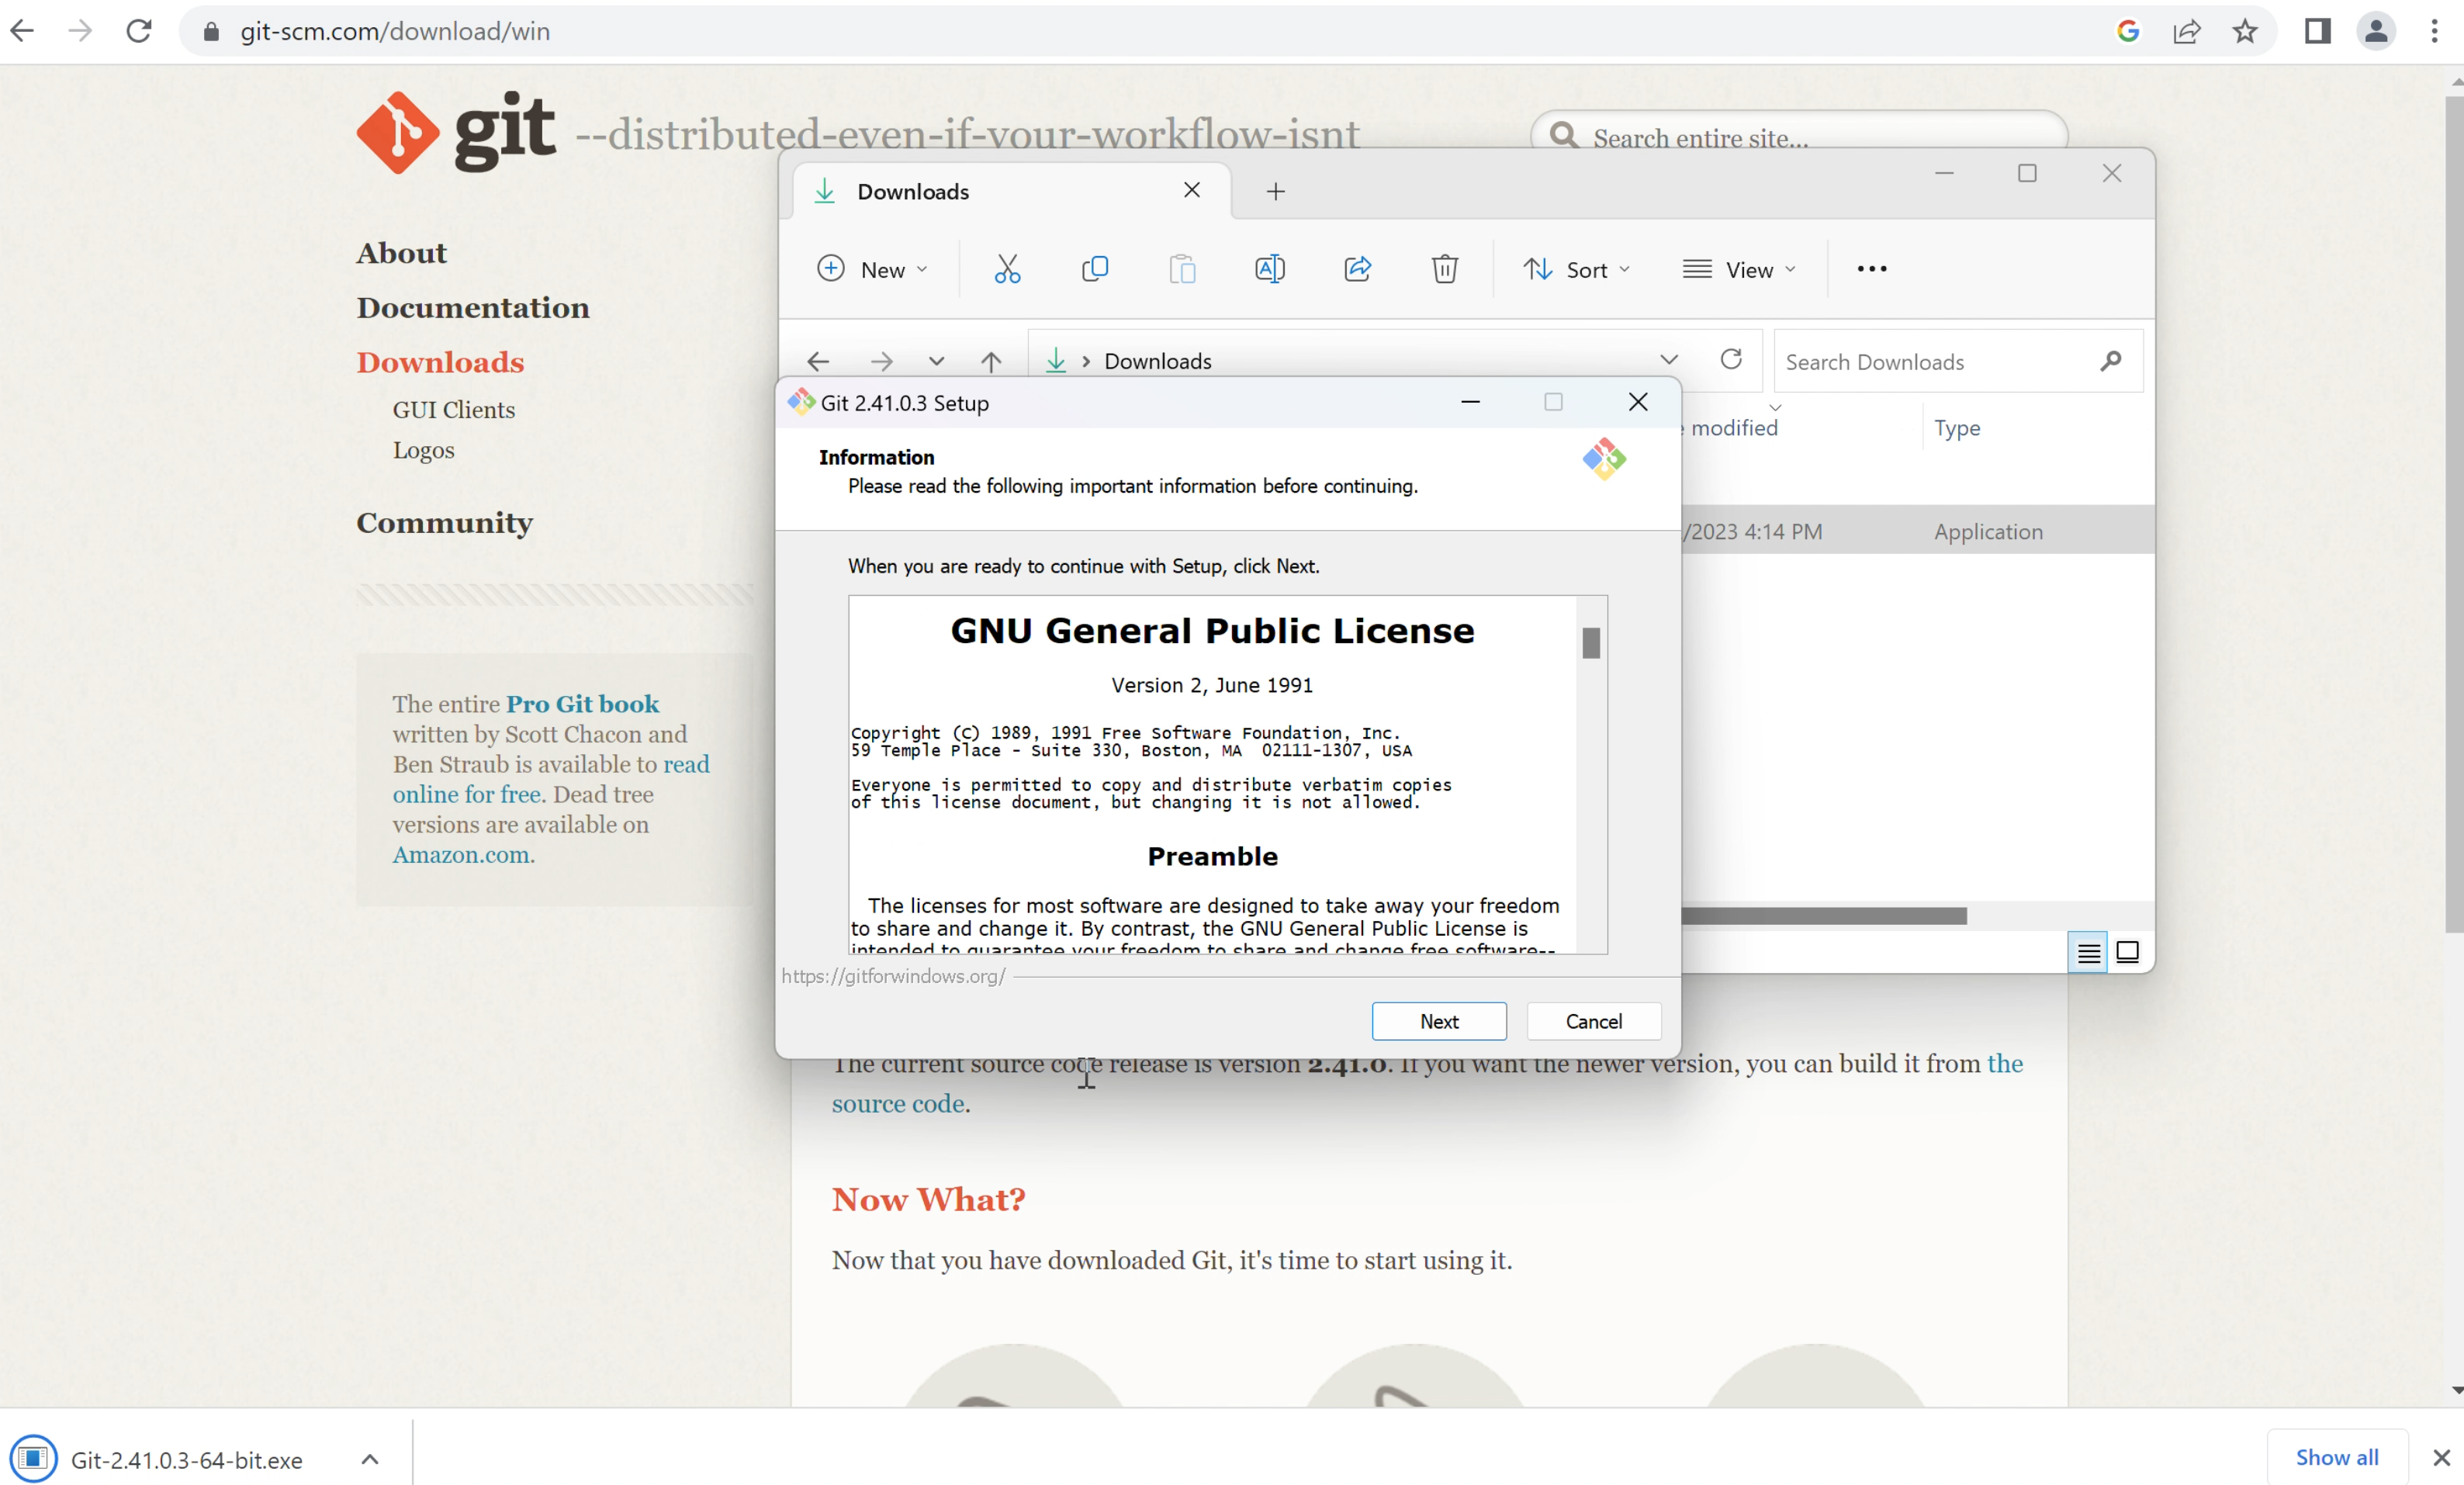 git-scm.com/download/win
git --distributed-even-if-your-workflow-isnt
Search entire site...
About
Documentation
Downloads
GUI Clients
Logos
Community
The entire Pro Git book
written by Scott Chacon and
Ben Straub is available to read
online for free. Dead tree
versions are available on
Amazon.com.
Downloads
New
Sort
View
Downloads
Search Downloads
modified
Type
/2023 4:14 PM
Application
Git 2.41.0.3 Setup
Information
Please read the following important information before continuing.
When you are ready to continue with Setup, click Next.
GNU General Public License
Version 2, June 1991
Copyright (C) 1989, 1991 Free Software Foundation, Inc.
59 Temple Place - Suite 330, Boston, MA  02111-1307, USA
Everyone is permitted to copy and distribute verbatim copies
of this license document, but changing it is not allowed.
Preamble
The licenses for most software are designed to take away your freedom
to share and change it. By contrast, the GNU General Public License is
intended to guarantee your freedom to share and change free software--
https://gitforwindows.org/
Next
Cancel
The current source code release is version 2.41.0. If you want the newer version, you can build it from the
source code.
Now What?
Now that you have downloaded Git, it's time to start using it.
Git-2.41.0.3-64-bit.exe
Show all